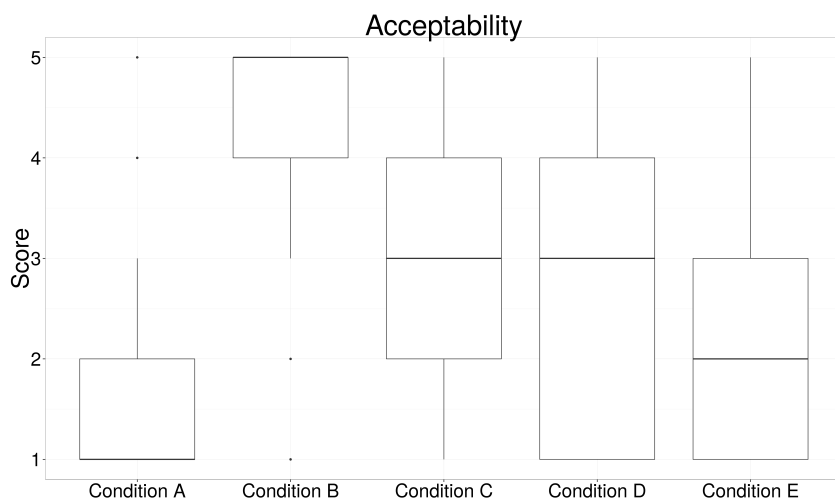 Acceptability
Score
5
4
3
2
1
Condition A
Condition B
Condition C
Condition D
Condition E